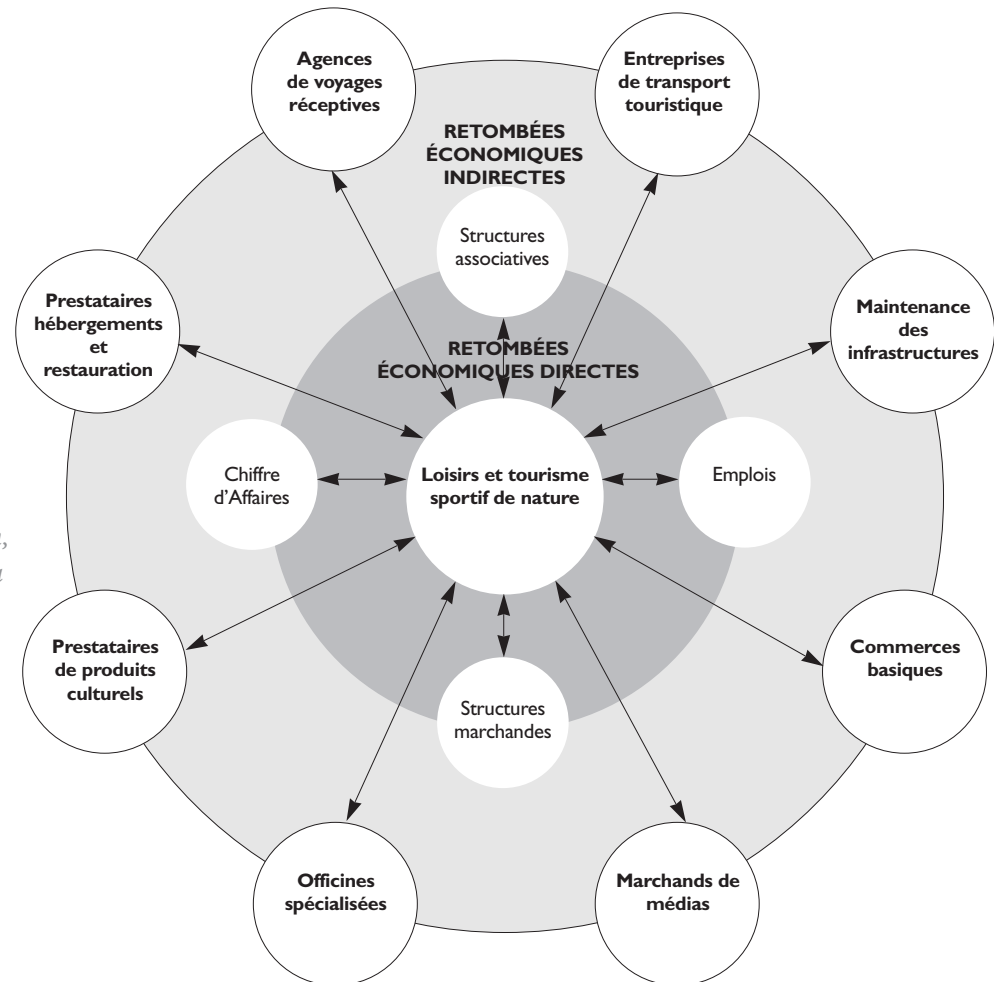 Agences
de voyages
réceptives
Entreprises
de transport
touristique
RETOMBÉES
ÉCONOMIQUES
INDIRECTES
Structures
associatives
Prestataires
hébergements
et
restauration
Maintenance
des
infrastructures
RETOMBÉES
ÉCONOMIQUES DIRECTES
Chiffre
d'Affaires
Loisirs et tourisme
sportif de nature
Emplois
Prestataires
de produits
culturels
Commerces
basiques
Structures
marchandes
Officines
spécialisées
Marchands de
médias